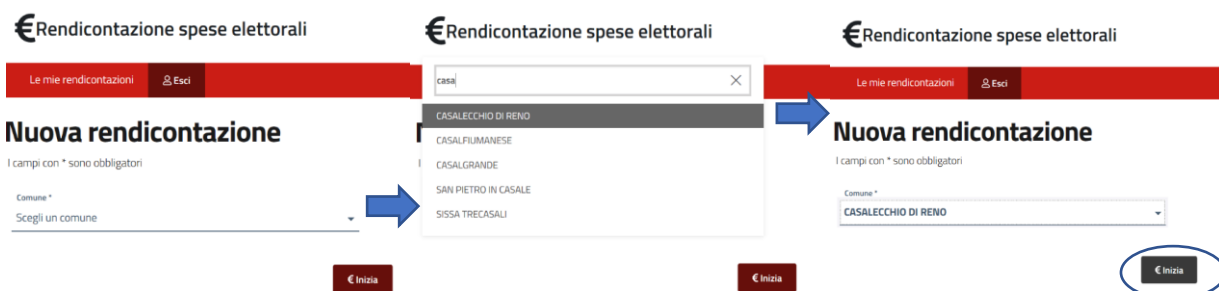 €Rendicontazione spese elettorali
Le mie rendicontazioni Esci
Nuova rendicontazione
I campi con * sono obbligatori
Comune *
Scegli un comune
€ Inizia
€Rendicontazione spese elettorali
casa
CASALECCHIO DI RENO
CASALFIUMANESE
CASALGRANDE
SAN PIETRO IN CASALE
SISSA TRECASALI
€ Inizia
€Rendicontazione spese elettorali
Le mie rendicontazioni Esci
Nuova rendicontazione
I campi con * sono obbligatori
Comune *
CASALECCHIO DI RENO
€ Inizia